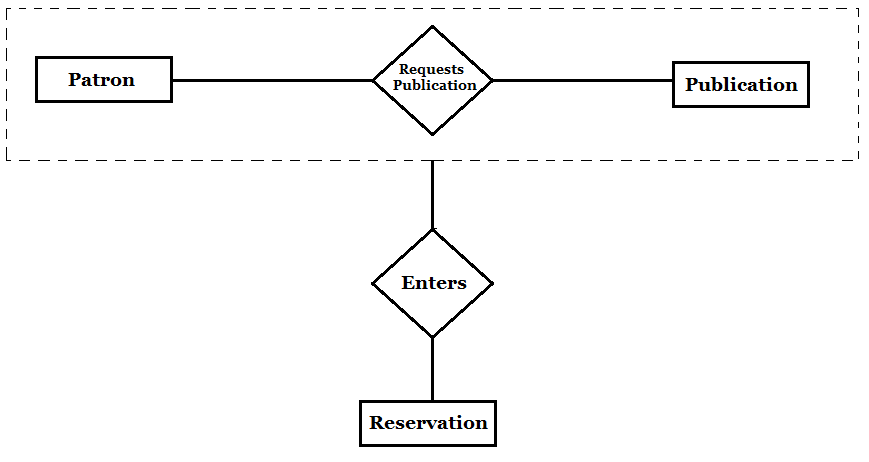 Patron
Requests
Publication
Publication
Enters
Reservation